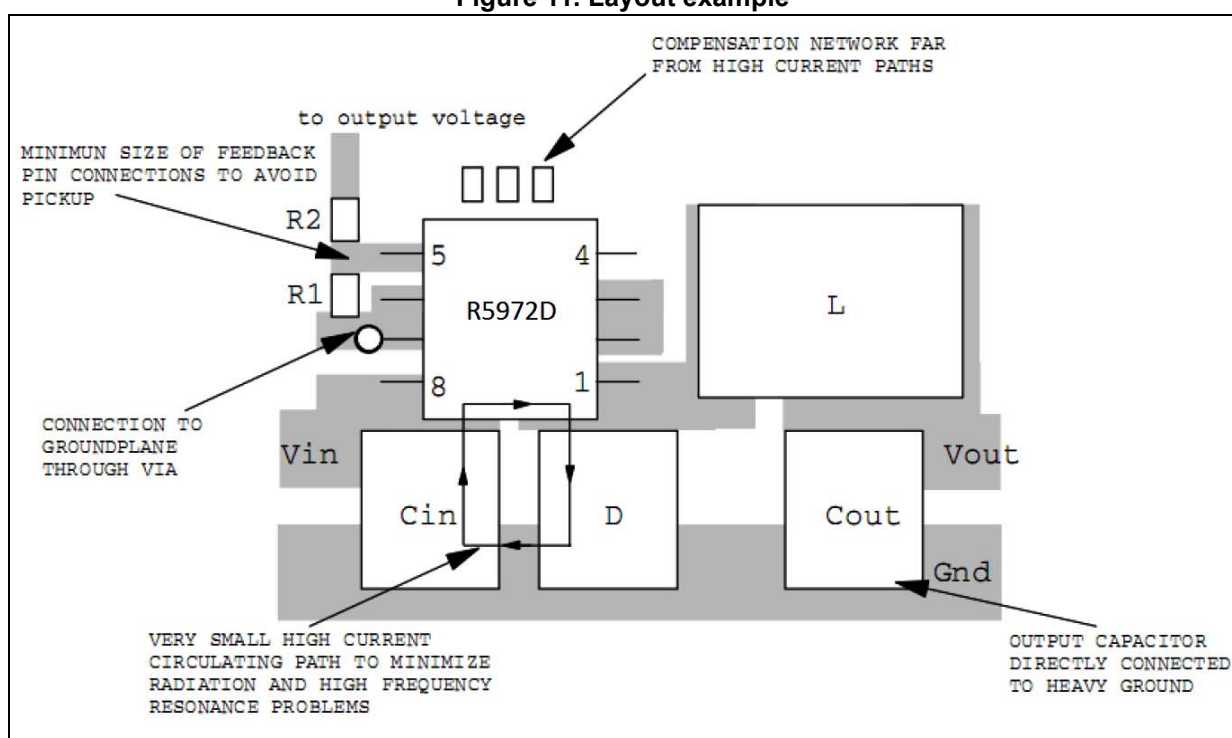 Figure 11. Layout example
COMPENSATION NETWORK FAR
FROM HIGH CURRENT PATHS
to output voltage
MINIMUN SIZE OF FEEDBACK
PIN CONNECTIONS TO AVOID
PICKUP
R2
5
4
R1
R5972D
L
8
1
CONNECTION TO
GROUNDPLANE
THROUGH VIA
Vin
Vout
Cin
D
Cout
Gnd
VERY SMALL HIGH CURRENT
CIRCULATING PATH TO MINIMIZE
RADIATION AND HIGH FREQUENCY
RESONANCE PROBLEMS
OUTPUT CAPACITOR
DIRECTLY CONNECTED
TO HEAVY GROUND